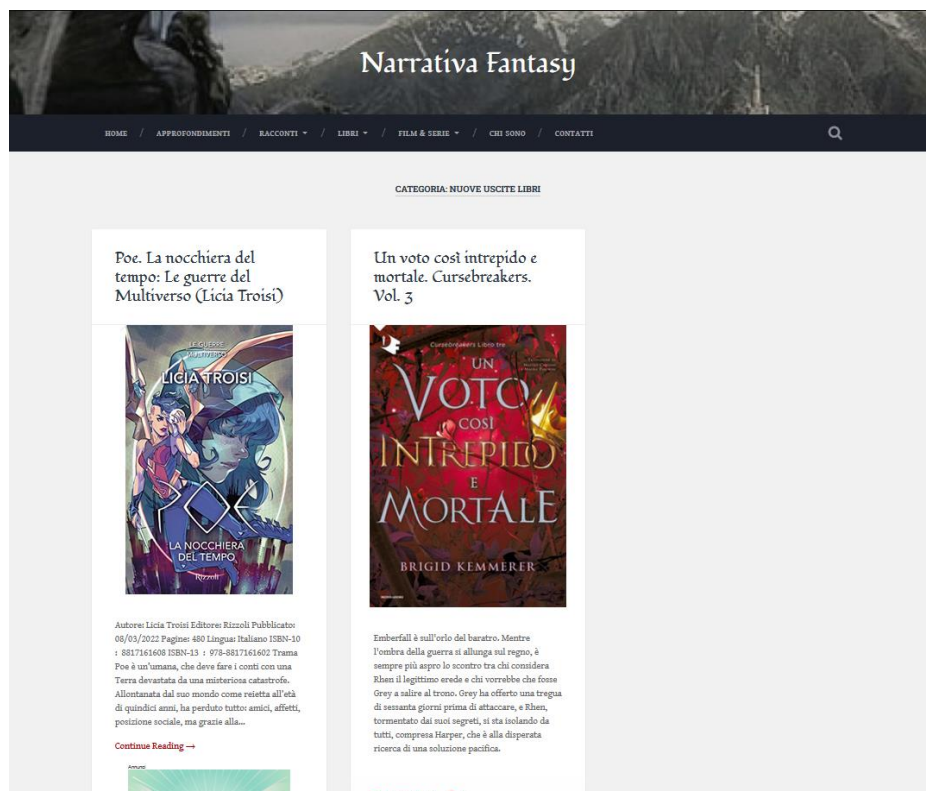 Narrativa Fantasy
HOME / APPROFONDIMENTI / RACCONTI / LIBRI / FILM & SERIE / CHI SONO / CONTATTI
CATEGORIA: NUOVE USCITE LIBRI
Poe. La nocchiera del
tempo: Le guerre del
Multiverso (Licia Troisi)
LE GUERRE
MULTIVERSO
LICIA TROISI
POE
LA NOCCHIERA
DEL TEMPO
Rizzoli
Autore: Licia Troisi Editore: Rizzoli Pubblicato:
08/03/2022 Pagine: 480 Lingua: Italiano ISBN-10
: 8817161608 ISBN-13 : 978-8817161602 Trama
Poe è un'umana, che deve fare i conti con una
Terra devastata da una misteriosa catastrofe.
Allontanata dal suo mondo come reietta all'età
di quindici anni, ha perduto tutto: amici, affetti,
posizione sociale, ma grazie alla...
Continue Reading →
Annunci
Un voto così intrepido e
mortale. Cursebreakers.
Vol. 3
Cursebreakers Libro tre
UN
VOTO
COSÌ
INTREPIDO
E
MORTALE
BRIGID KEMMERER
Emberfall è sull'orlo del baratro. Mentre
l'ombra della guerra si allunga sul regno, è
sempre più aspro lo scontro tra chi considera
Rhen il legittimo erede e chi vorrebbe che fosse
Grey a salire al trono. Grey ha offerto una tregua
di sessanta giorni prima di attaccare, e Rhen,
tormentato dai suoi segreti, si sta isolando da
tutti, compresa Harper, che è alla disperata
ricerca di una soluzione pacifica.